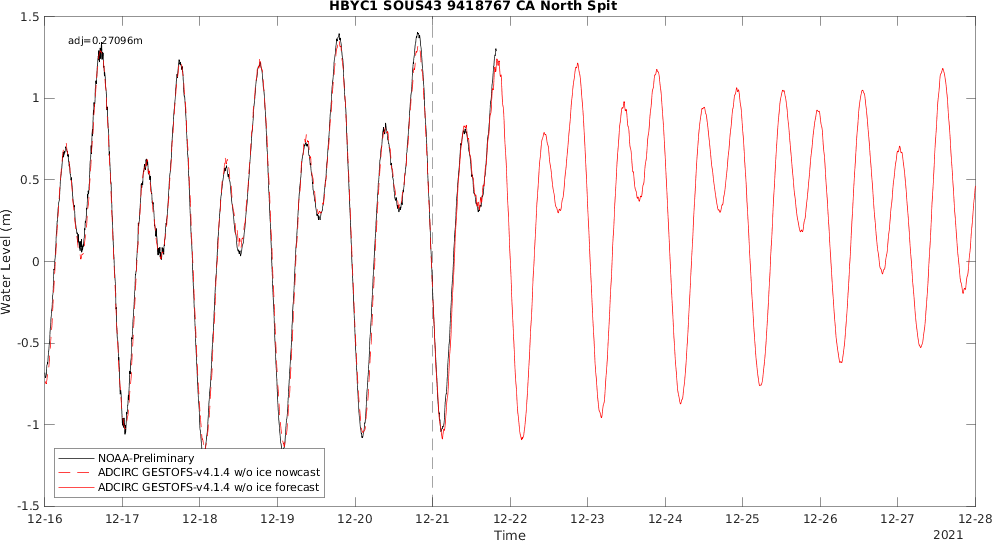 HBYC1 SOUS43 9418767 CA North Spit
adj=0.27096m
1.5
1
0.5
0
-0.5
-1
-1.5
Water Level (m)
NOAA-Preliminary
ADCIRC GESTOFS-v4.1.4 w/o ice nowcast
ADCIRC GESTOFS-v4.1.4 w/o ice forecast
12-16 12-17 12-18 12-19 12-20 12-21 12-22 12-23 12-24 12-25 12-26 12-27 12-28
Time
2021